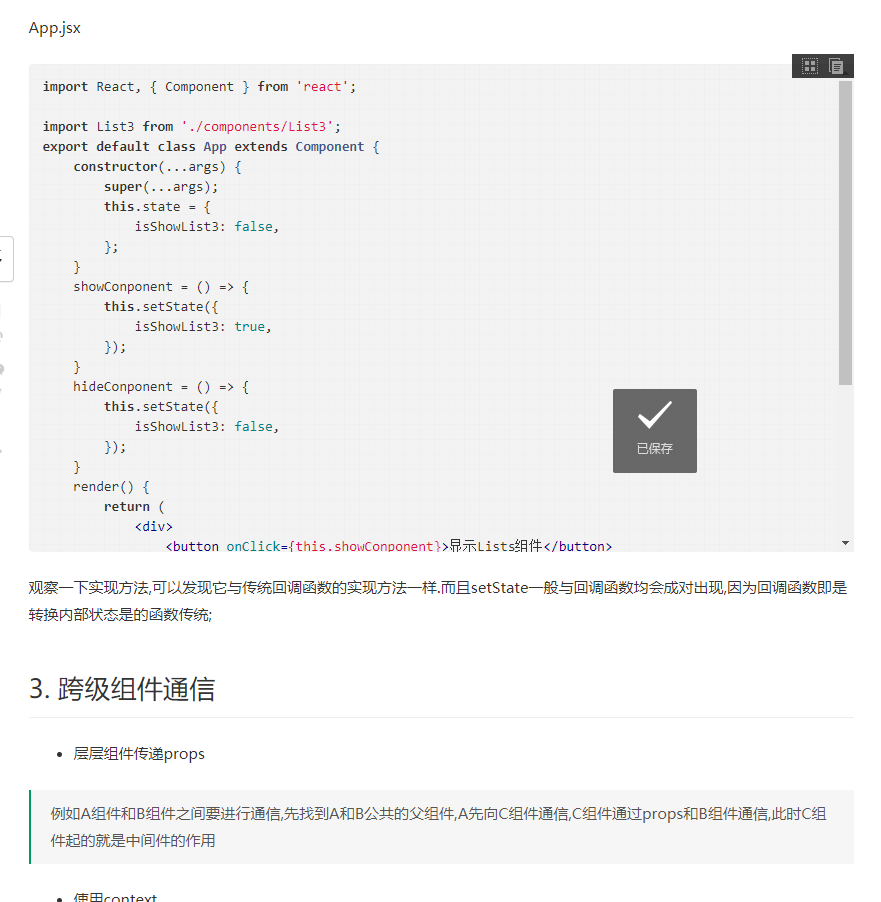 App.jsx
import React, { Component } from 'react';
import List3 from './components/List3';
export default class App extends Component {
constructor(...args) {
super(...args);
this.state = {
isShowList3: false,
};
}
showConponent = () => {
this.setState({
isShowList3: true,
});
}
hideConponent = () => {
this.setState({
isShowList3: false,
});
}
render() {
return (
<div>
<button onClick={this.showConponent}>显示Lists组件</button>
已保存
观察一下实现方法,可以发现它与传统回调函数的实现方法一样.而且setState一般与回调函数均会成对出现,因为回调函数即是
转换内部状态是的函数传统;
3. 跨级组件通信
• 层层组件传递props
例如A组件和B组件之间要进行通信,先找到A和B公共的父组件,A先向C组件通信,C组件通过props和B组件通信,此时C组
件起的就是中间件的作用
• 使用context